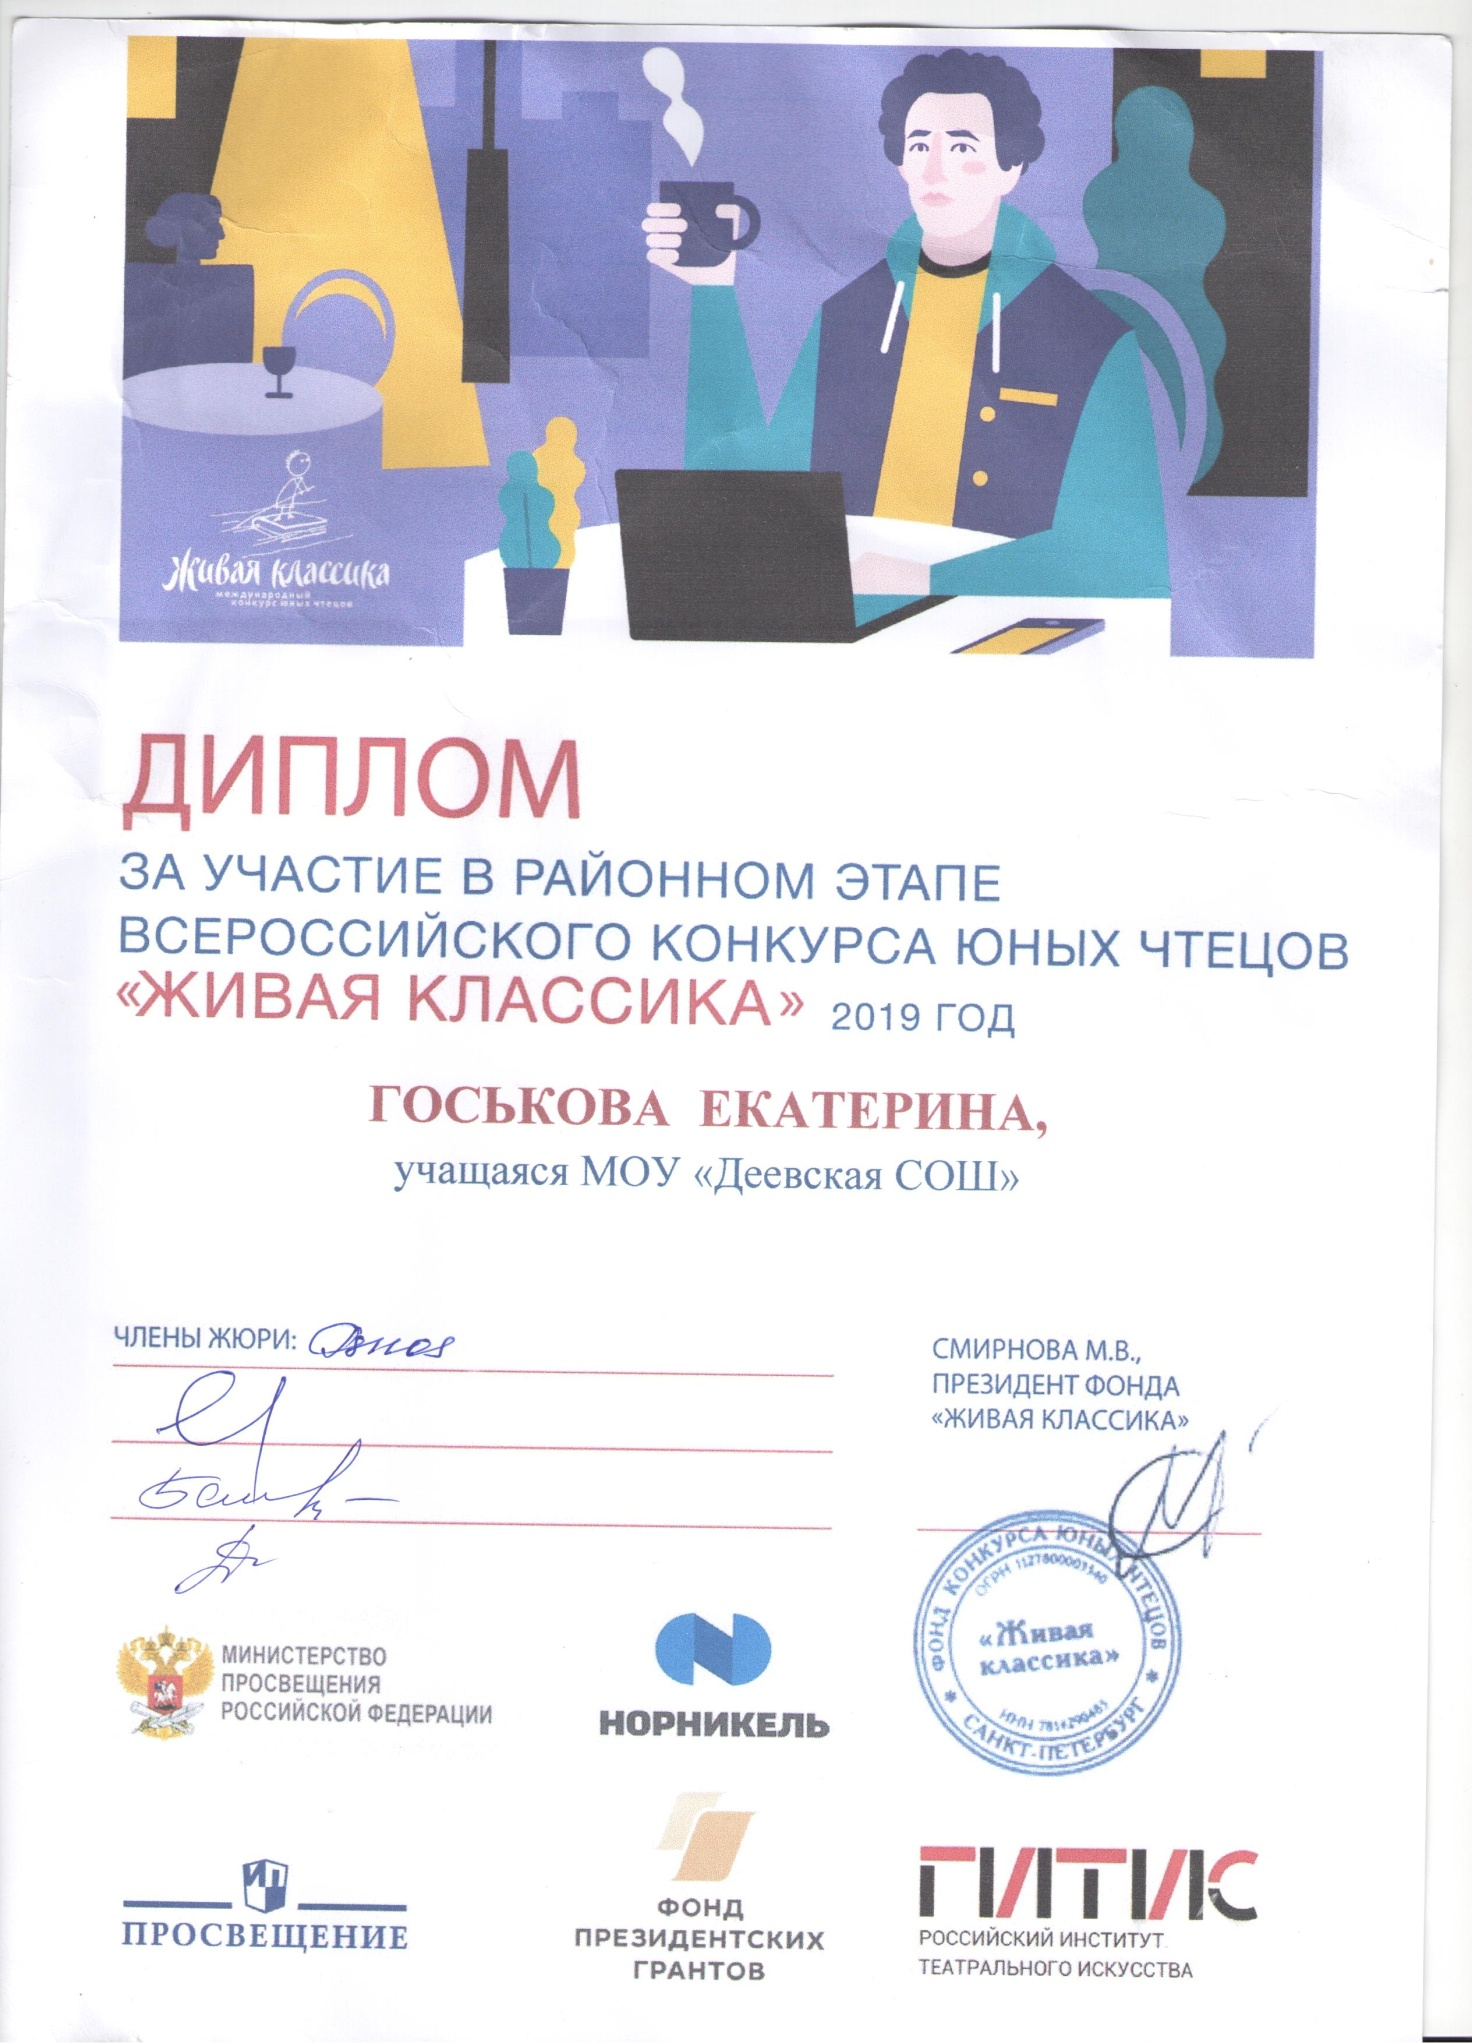 Живая классика
международный
конкурс юных чтецов
ДИПЛОМ
ЗА УЧАСТИЕ В РАЙОННОМ ЭТАПЕ
ВСЕРОССИЙСКОГО КОНКУРСА ЮНЫХ ЧТЕЦОВ
«ЖИВАЯ КЛАССИКА» 2019 ГОД
ГОСЬКОВА ЕКАТЕРИНА,
учащаяся МОУ «Деевская СОШ»
ЧЛЕНЫ ЖЮРИ:
СМИРНОВА М.В.,
ПРЕЗИДЕНТ ФОНДА
«ЖИВАЯ КЛАССИКА»
ФОНД КОНКУРСА ЮНЫХ ЧТЕЦОВ
ОГРН
«Живая
классика»
ИНН
САНКТ-ПЕТЕРБУРГ
МИНИСТЕРСТВО
ПРОСВЕЩЕНИЯ
РОССИЙСКОЙ ФЕДЕРАЦИИ
НОРНИКЕЛЬ
ПРОСВЕЩЕНИЕ
ФОНД
ПРЕЗИДЕНТСКИХ
ГРАНТОВ
ГИТИС
РОССИЙСКИЙ ИНСТИТУТ
ТЕАТРАЛЬНОГО ИСКУССТВА